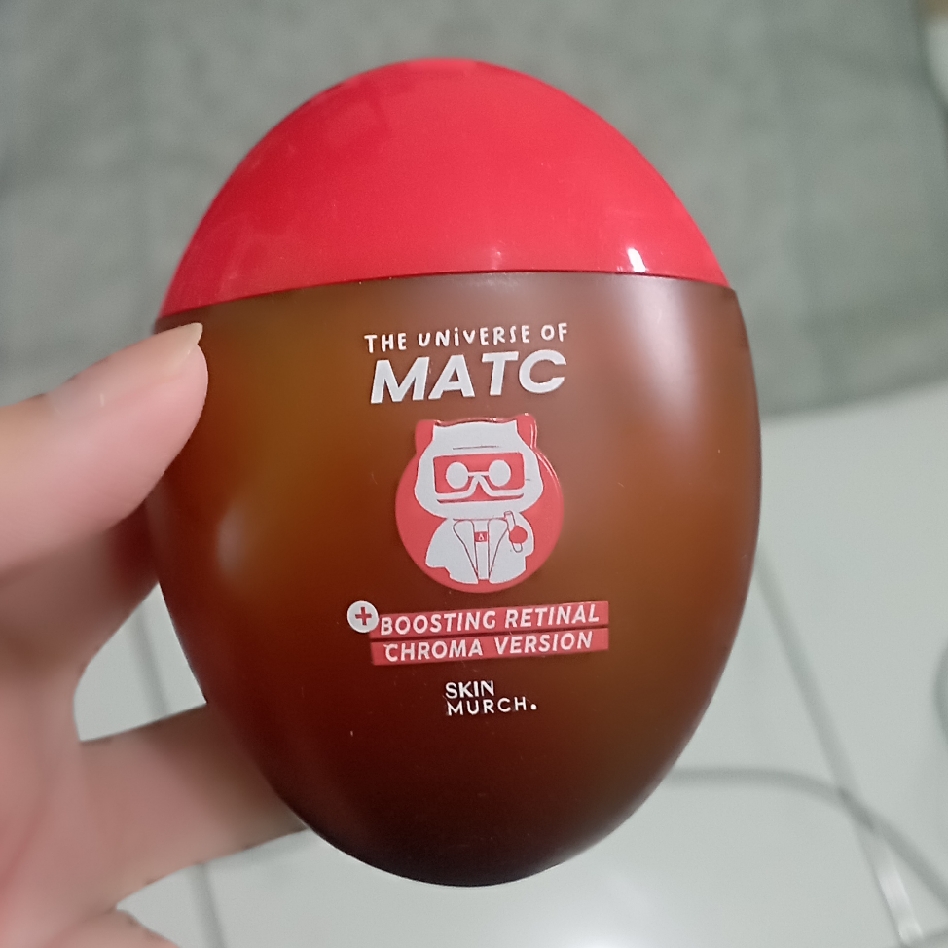 THE UNiVERSE OF
MATC
+ BOOSTING RETINAL
CHROMA VERSION
SKIN
MURCH.